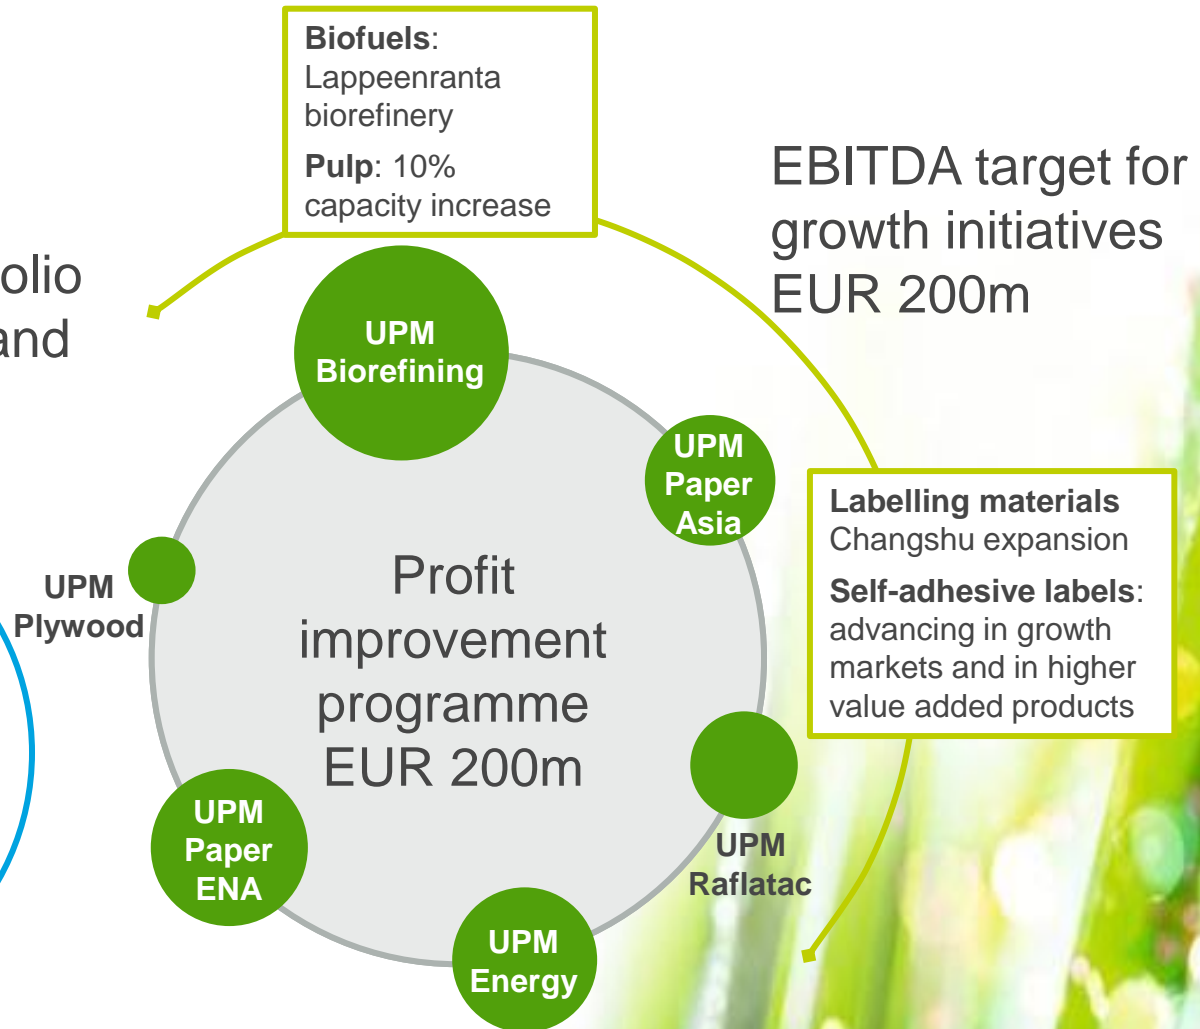 Biofuels:
Lappeenranta
biorefinery
Pulp: 10%
capacity increase
EBITDA target for
growth initiatives
EUR 200m
olio
and
UPM
Biorefining
UPM
Paper
Asia
Labelling materials
Changshu expansion
Self-adhesive labels:
advancing in growth
markets and in higher
value added products
UPM
Plywood
Profit
improvement
programme
EUR 200m
UPM
Paper
ENA
UPM
Raflatac
UPM
Energy